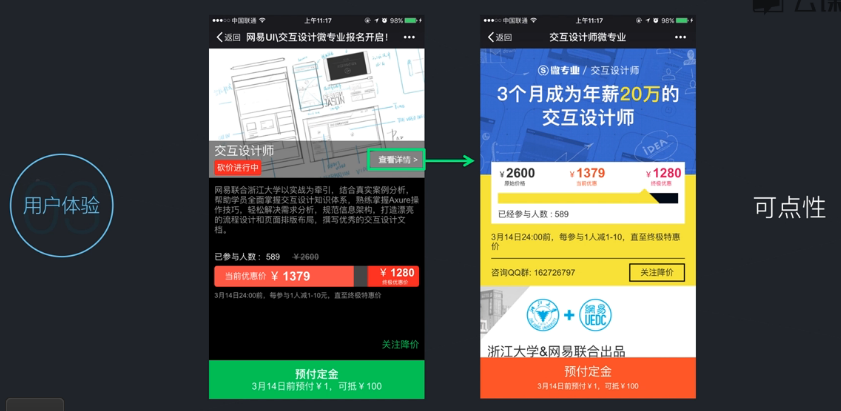 用户体验
中国联通
上午11:17
98%
返回
网易UI\交互设计微专业报名开启！
交互设计师
砍价进行中
查看详情 >
网易联合浙江大学以实战为牵引，结合真实案例分析，
帮助学员全面掌握交互设计知识体系，熟练掌握Axure操
作技巧，轻松解决需求分析，规范信息架构，打造漂亮
的流程设计和页面排版布局，撰写优秀的交互设计文
档。
已参与人数：589 ￥2600
当前优惠价 ￥1379
￥1280
终极优惠价
3月14日24:00前，每参与1人减1-10元，直至终极特惠价
关注降价
预付定金
3月14日前预付￥1，可抵￥100
中国联通
上午11:17
98%
返回
交互设计师微专业
微专业 / 交互设计师
3个月成为年薪20万的
交互设计师
IDEA
￥2600
原始价格
￥1379
当前优惠
￥1280
终极优惠
已经参与人数：589
3月14日24:00前，每参与1人减1-10，直至终极特惠
价
咨询QQ群: 162726797
关注降价
網易
UEDC
浙江大学&网易联合出品
预付定金
3月14日前预付￥1，可抵￥100
可点性